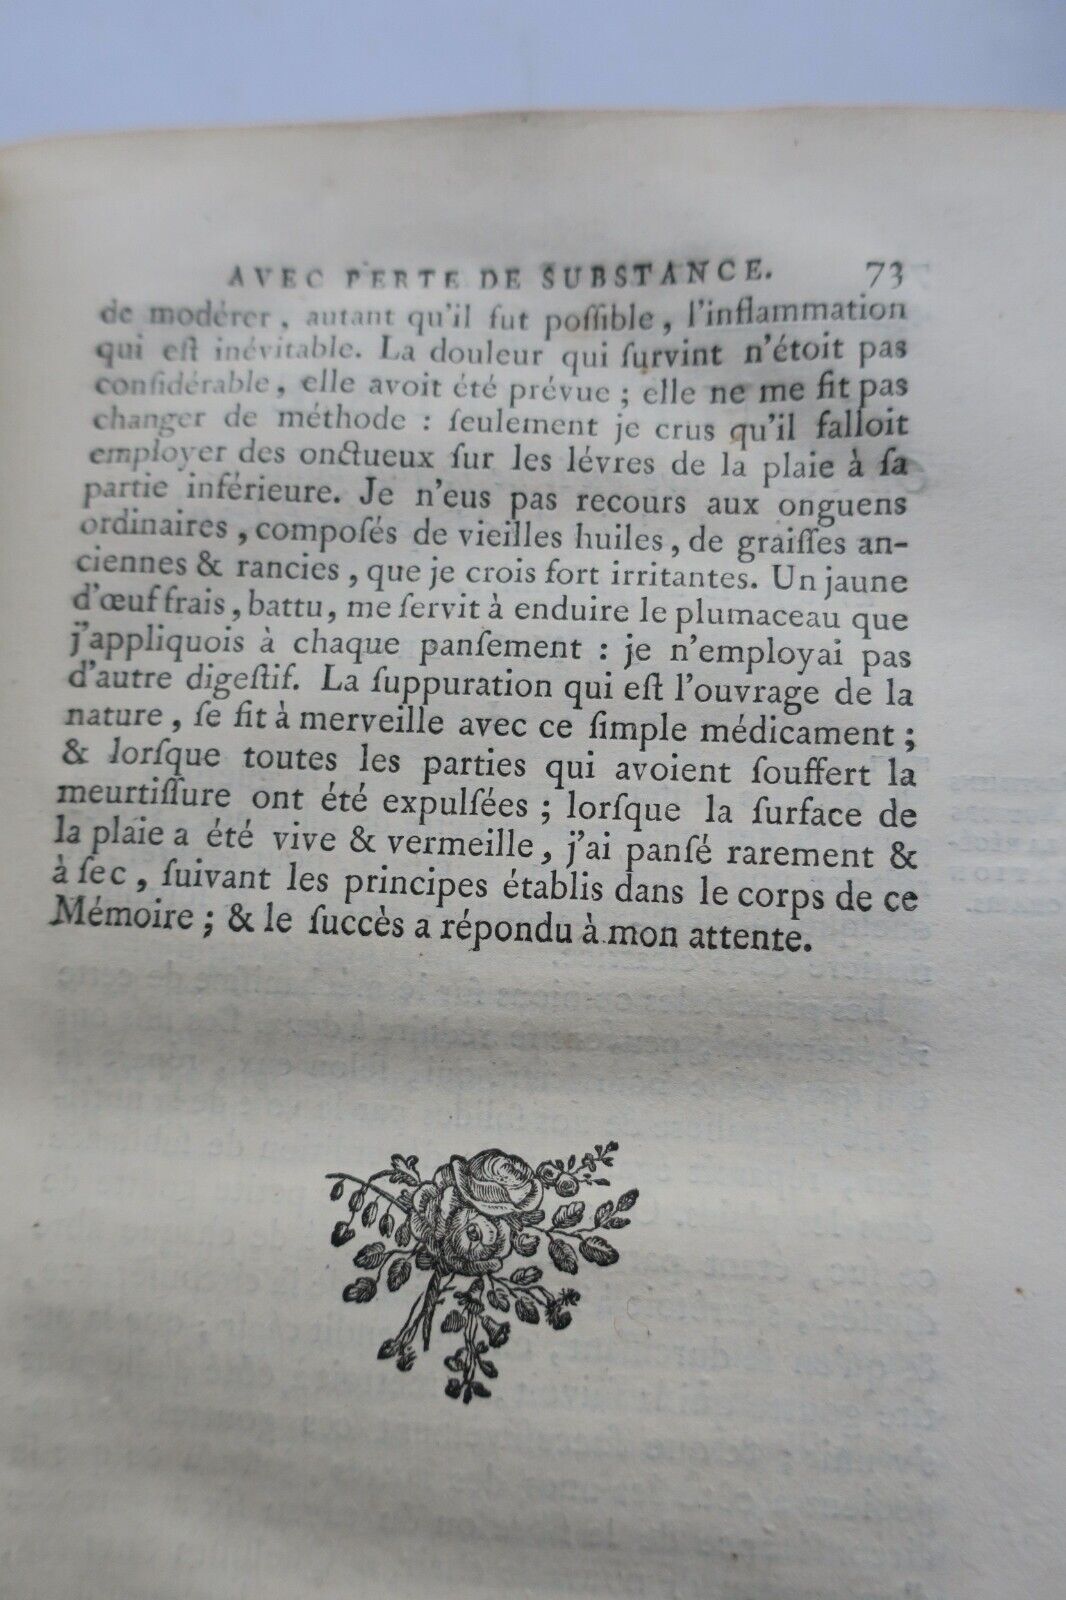 AVEC PERTE DE SUBSTANCE. 73
de modérer, autant qu'il fut poſſible, l'inflammation
qui eſt inévitable. La douleur qui ſurvint n'étoit pas
conſidérable, elle avoit été prévue ; elle ne me fit pas
changer de méthode : ſeulement je crus qu'il falloit
employer des onctueux ſur les lévres de la plaie à ſa
partie inférieure. Je n'eus pas recours aux onguens
ordinaires, compoſés de vieilles huiles, de graiſſes an-
ciennes & rancies, que je crois fort irritantes. Un jaune
d'œuf frais, battu, me ſervit à enduire le plumaceau que
j'appliquois à chaque panſement : je n'employai pas
d'autre digeſtif. La ſuppuration qui eſt l'ouvrage de la
nature, ſe fit à merveille avec ce ſimple médicament ;
& lorſque toutes les parties qui avoient ſouffert la
meurtiſſure ont été expulſées ; lorſque la ſurface de
la plaie a été vive & vermeille, j'ai panſé rarement &
à ſec, ſuivant les principes établis dans le corps de ce
Mémoire ; & le ſuccès a répondu à mon attente.